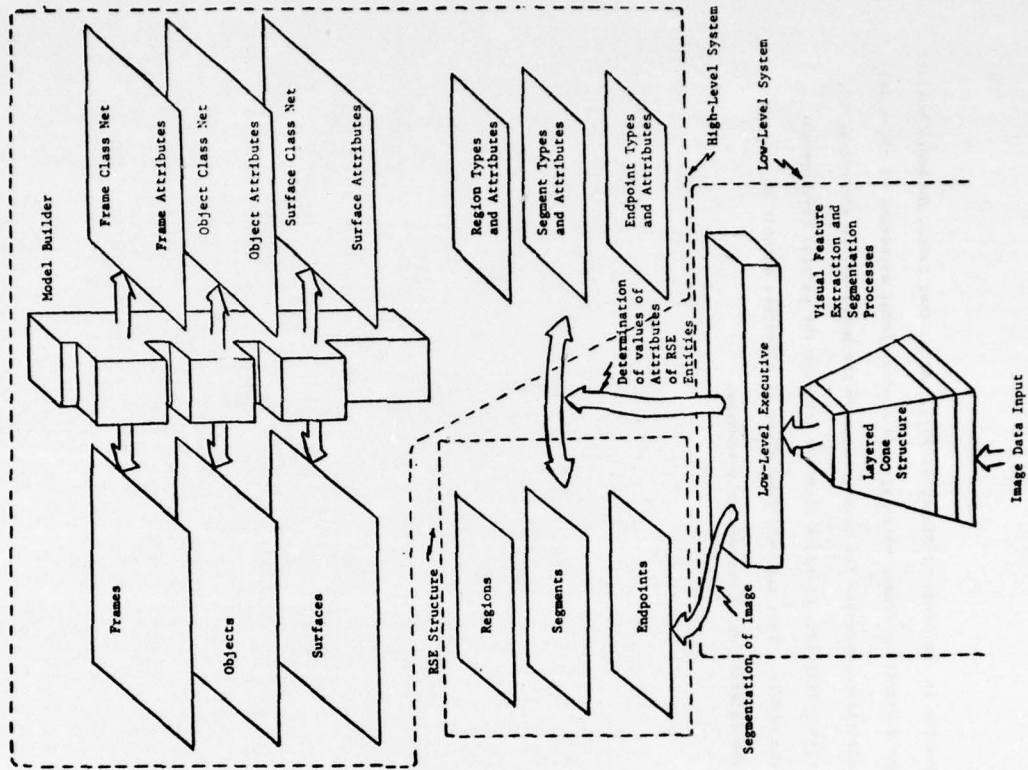 Model Builder
Frames
Objects
Surfaces
Frame Class Net
Frame Attributes
Object Class Net
Object Attributes
Surface Class Net
Surface Attributes
RSE Structure
Regions
Segments
Endpoints
Region Types
and Attributes
Segment Types
and Attributes
Endpoint Types
and Attributes
Determination
of values of
Attributes
of RSE
Entities
High-Level System
Low-Level System
Segmentation of Image
Low-Level Executive
Visual Feature
Extraction and
Segmentation
Processes
Layered
Cone
Structure
Image Data Input